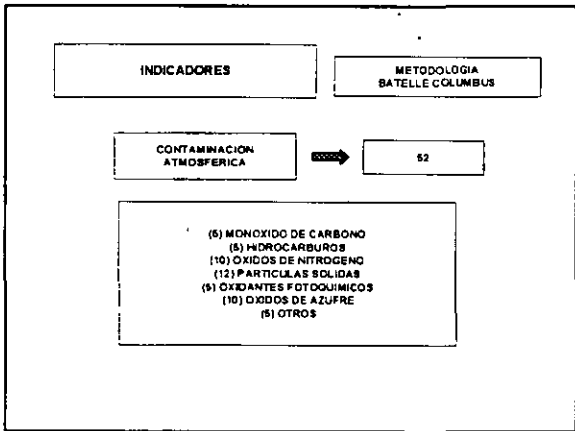 INDICADORES
METODOLOGIA
BATELLE COLUMBUS
CONTAMINACION
ATMOSFERICA
52
(5) MONOXIDO DE CARBONO
(5) HIDROCARBUROS
(10) OXIDOS DE NITROGENO
(12) PARTICULAS SOLIDAS
(5) OXIDANTES FOTOQUIMICOS
(10) OXIDOS DE AZUFRE
(5) OTROS